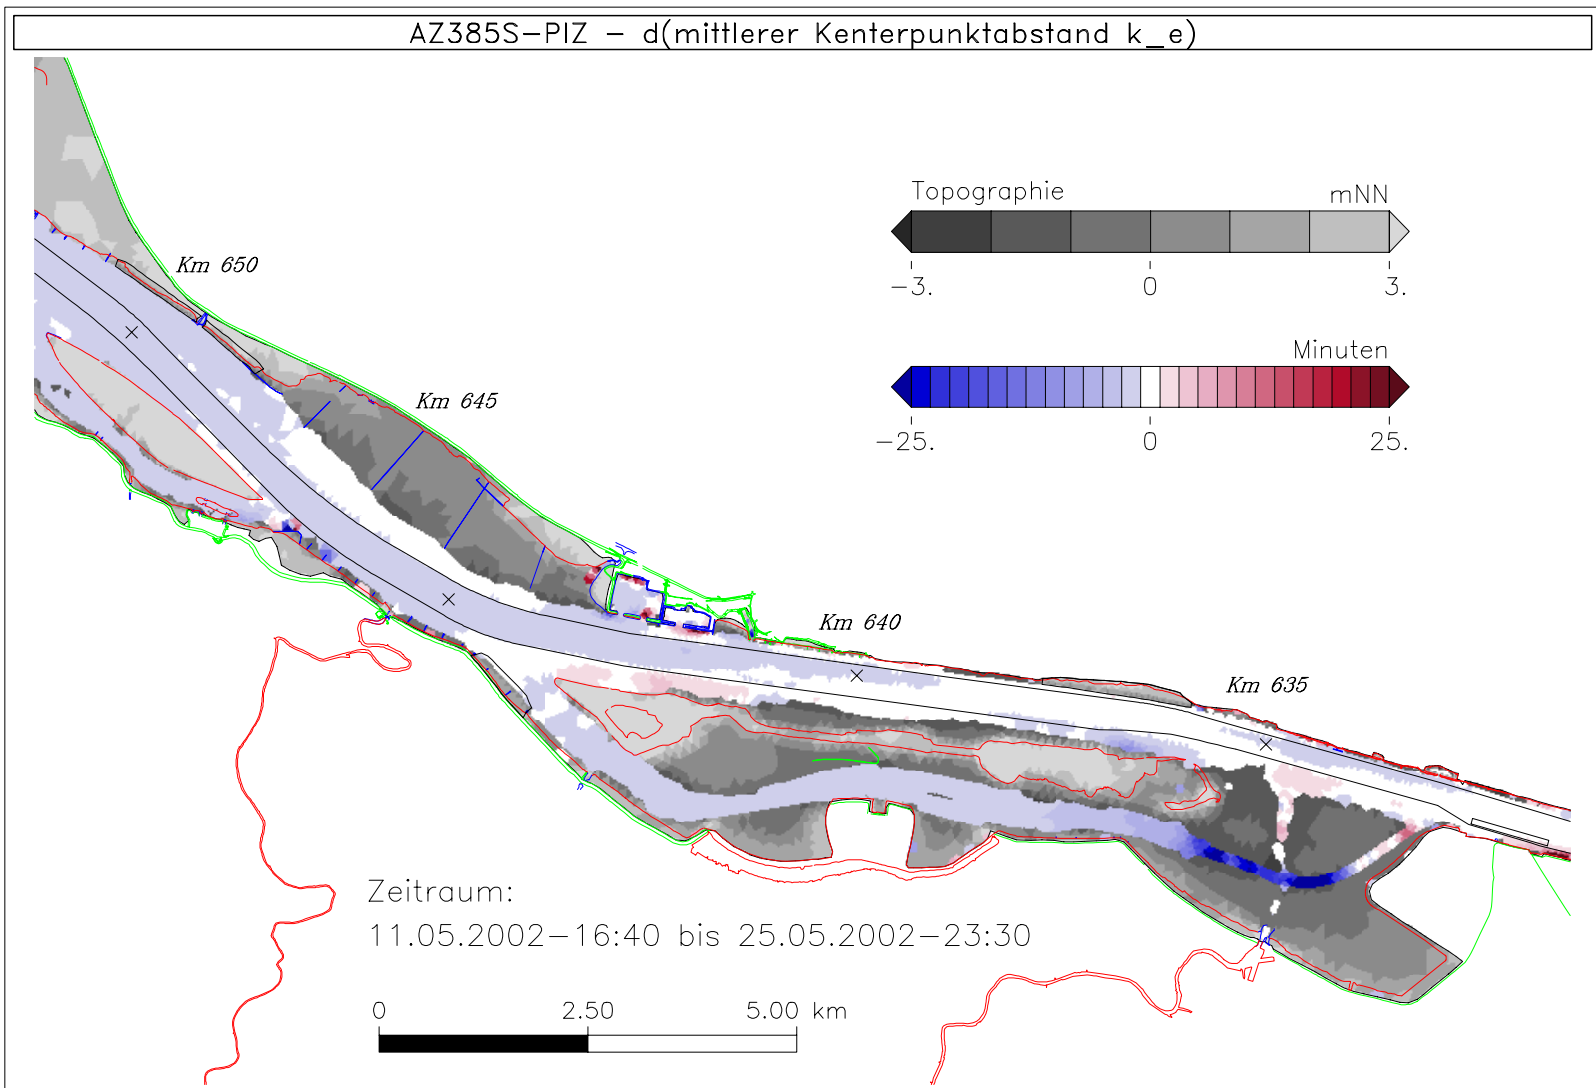 AZ385S-PIZ - d(mittlerer Kenterpunktabstand k_e)
Topographie mNN
-3. 0 3.
Km 650
Minuten
-25. 0 25.
Km 645
Km 640
Km 635
Zeitraum:
11.05.2002-16:40 bis 25.05.2002-23:30
0 2.50 5.00 km